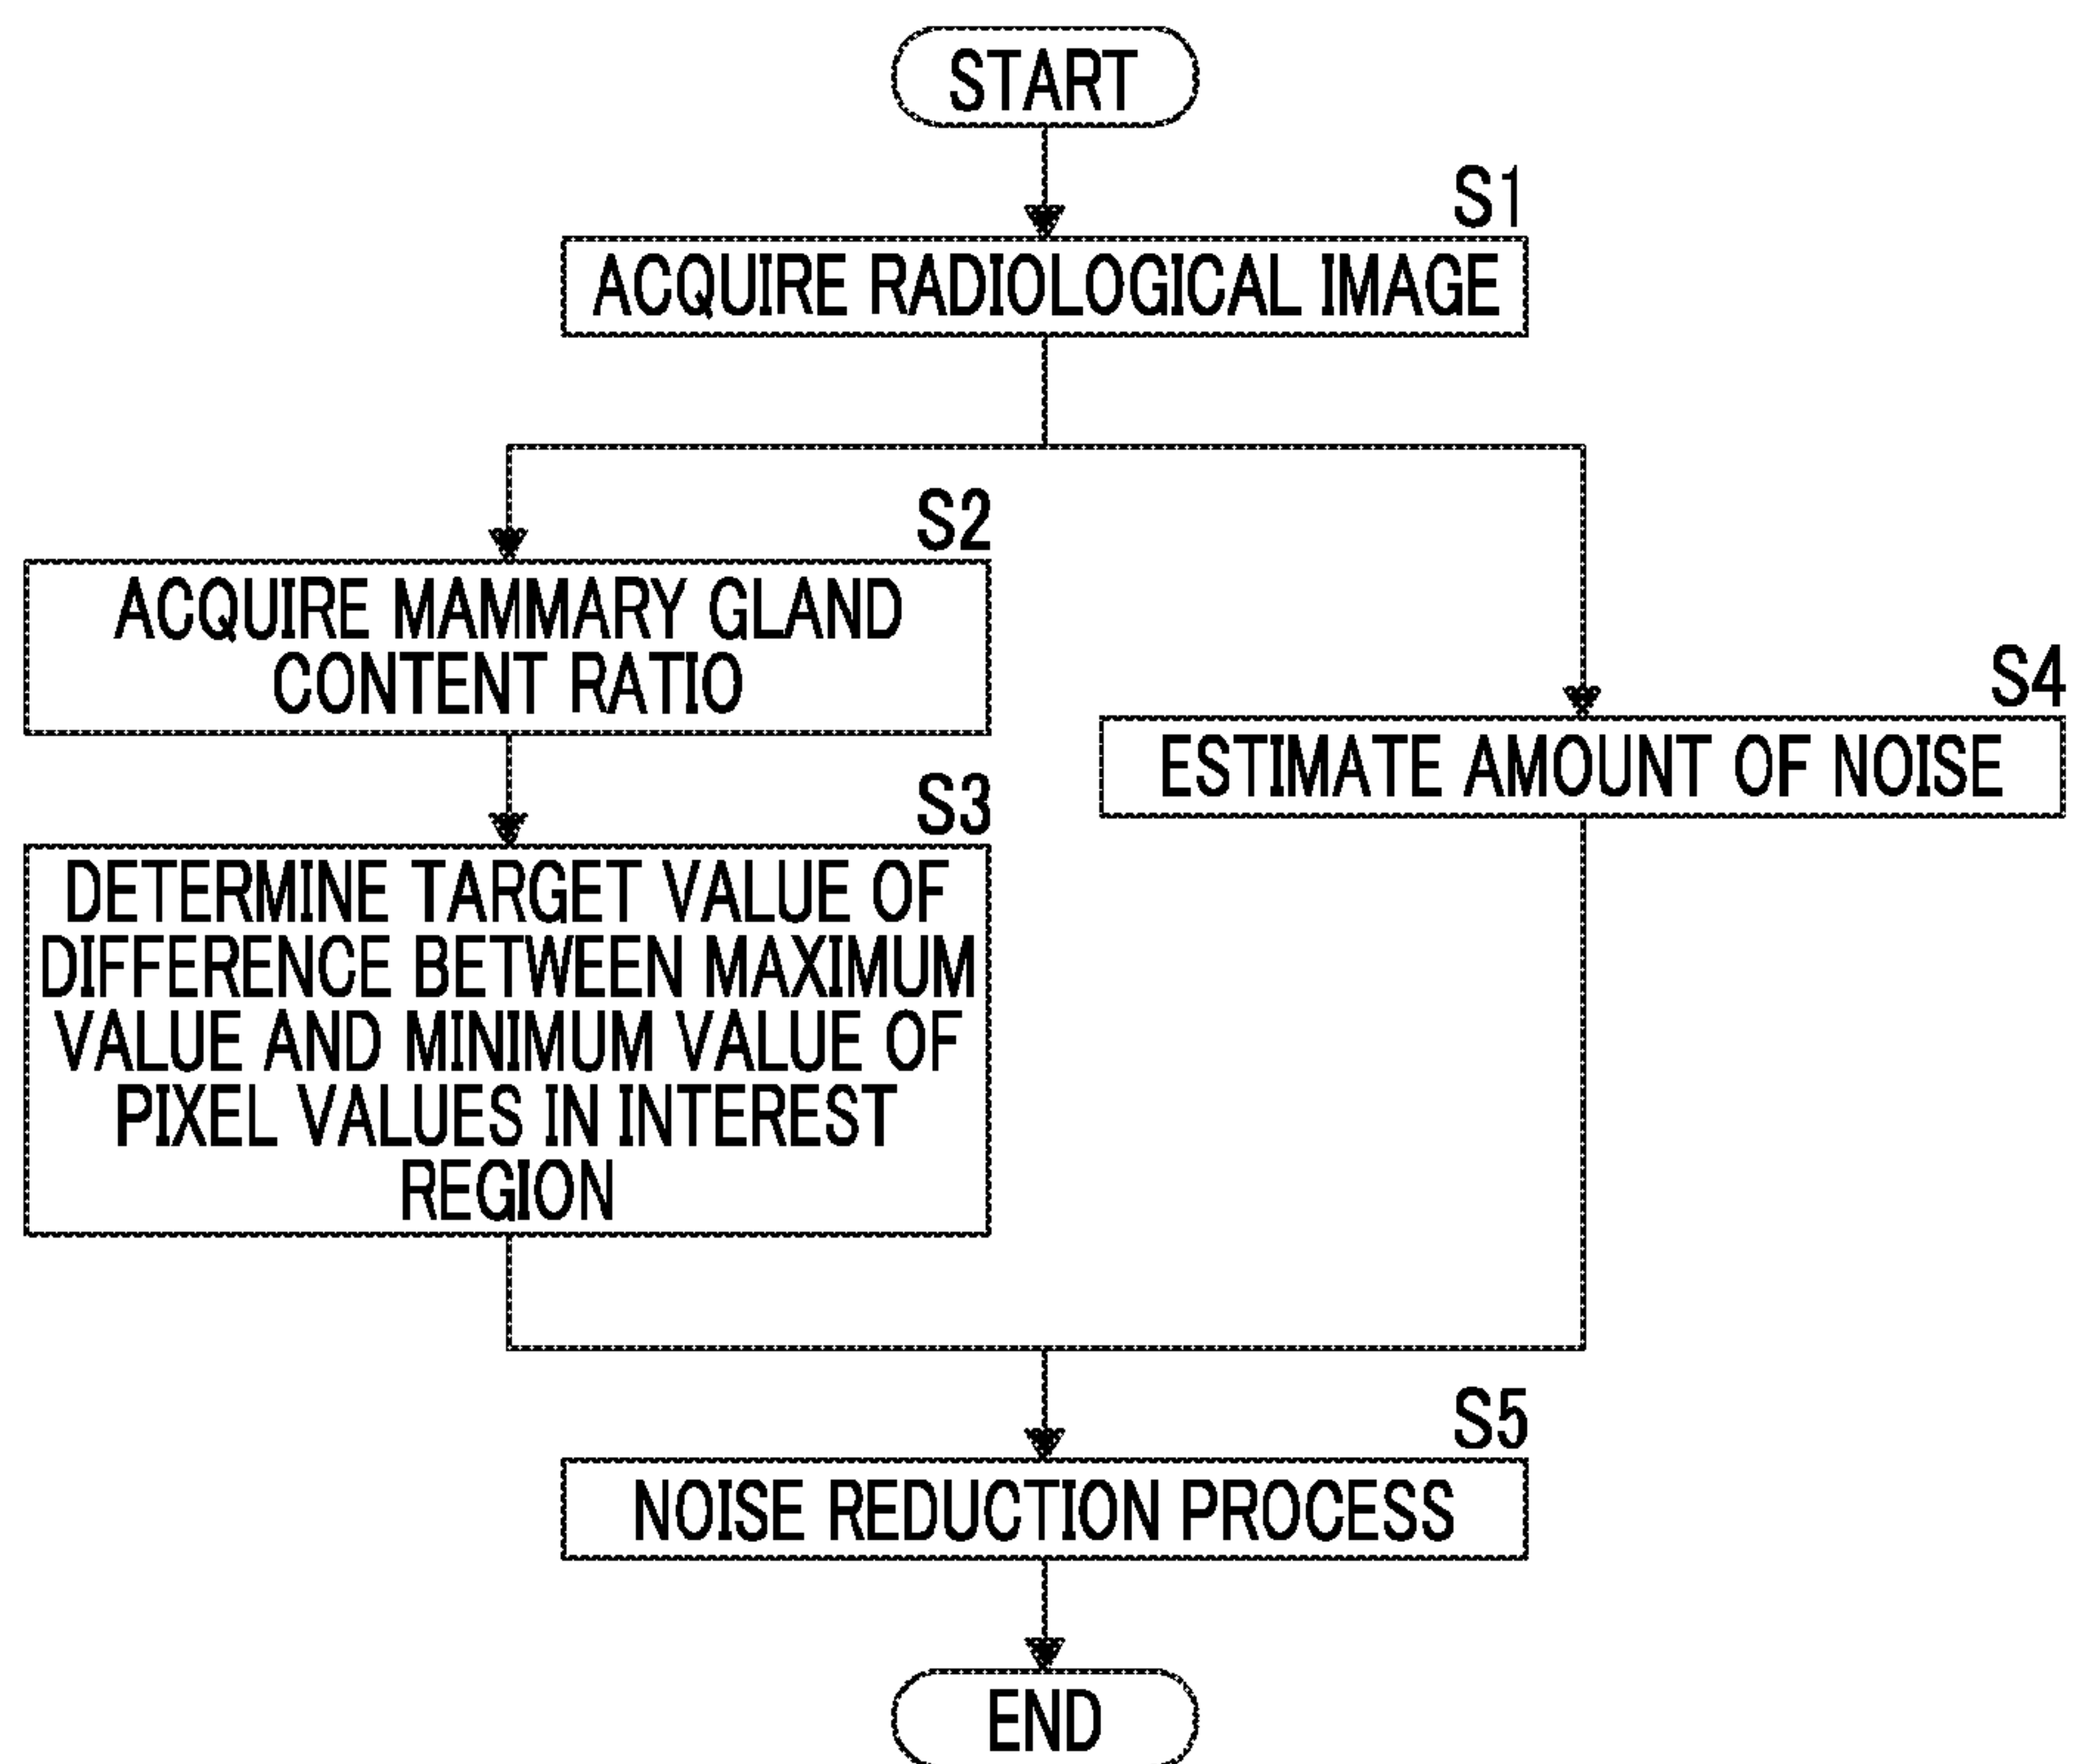 START
S1
ACQUIRE RADIOLOGICAL IMAGE
S2
ACQUIRE MAMMARY GLAND
CONTENT RATIO
S4
ESTIMATE AMOUNT OF NOISE
S3
DETERMINE TARGET VALUE OF
DIFFERENCE BETWEEN MAXIMUM
VALUE AND MINIMUM VALUE OF
PIXEL VALUES IN INTEREST
REGION
S5
NOISE REDUCTION PROCESS
END